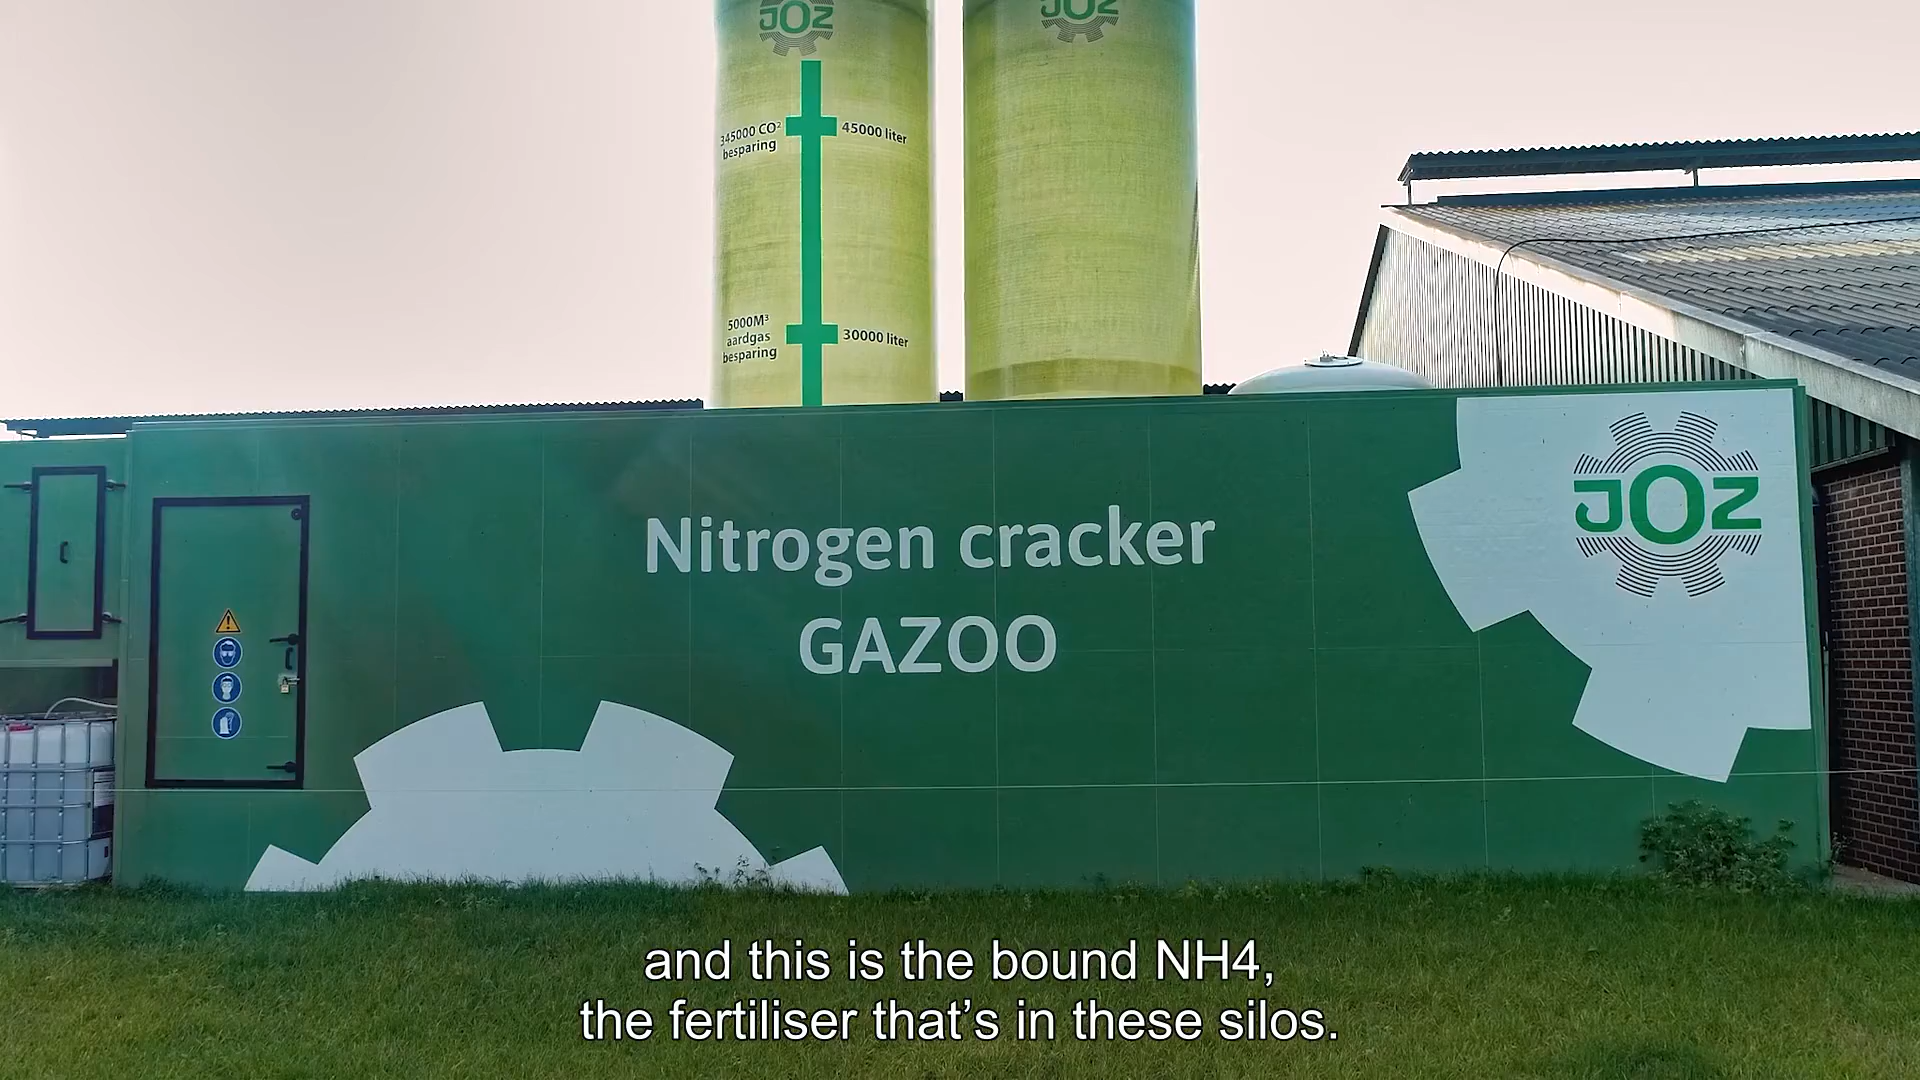 JOZ
JOZ
345000 CO² besparing
45000 liter
5000M³
aardgas
besparing
30000 liter
JOZ
Nitrogen cracker
GAZOO
and this is the bound NH4,
the fertiliser that’s in these silos.